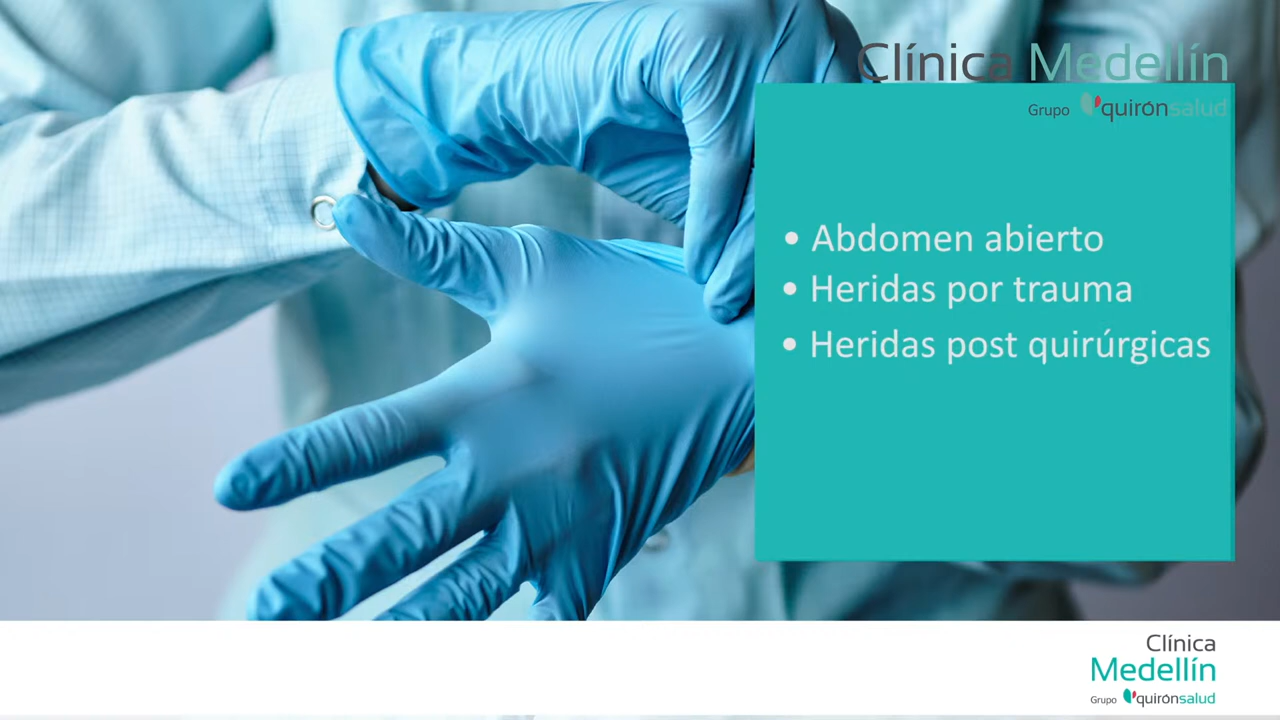 Clínica Medellín
Grupo quirónsalud
• Abdomen abierto
• Heridas por trauma
• Heridas post quirúrgicas
Clínica
Medellín
Grupo quirónsalud